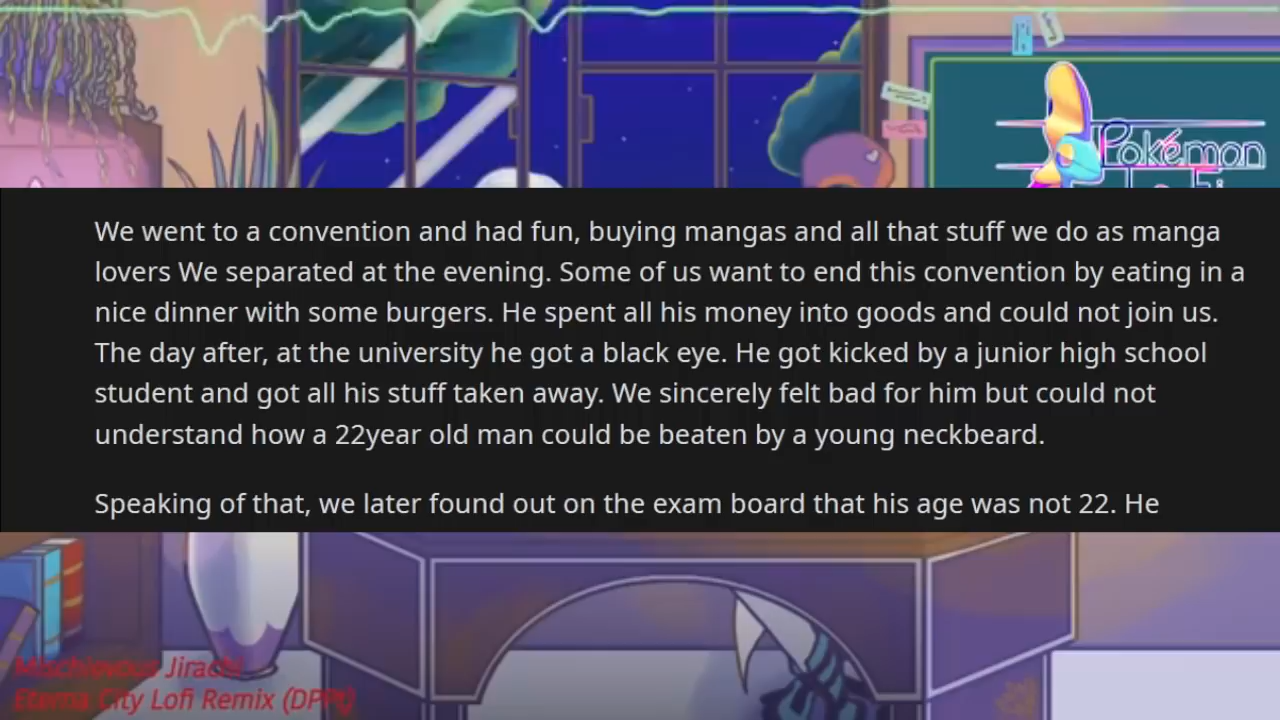 Pokémon
We went to a convention and had fun, buying mangas and all that stuff we do as manga
lovers We separated at the evening. Some of us want to end this convention by eating in a
nice dinner with some burgers. He spent all his money into goods and could not join us.
The day after, at the university he got a black eye. He got kicked by a junior high school
student and got all his stuff taken away. We sincerely felt bad for him but could not
understand how a 22year old man could be beaten by a young neckbeard.
Speaking of that, we later found out on the exam board that his age was not 22. He
Mischievous Jirachi
Eterna City Lofi Remix (DPPt)